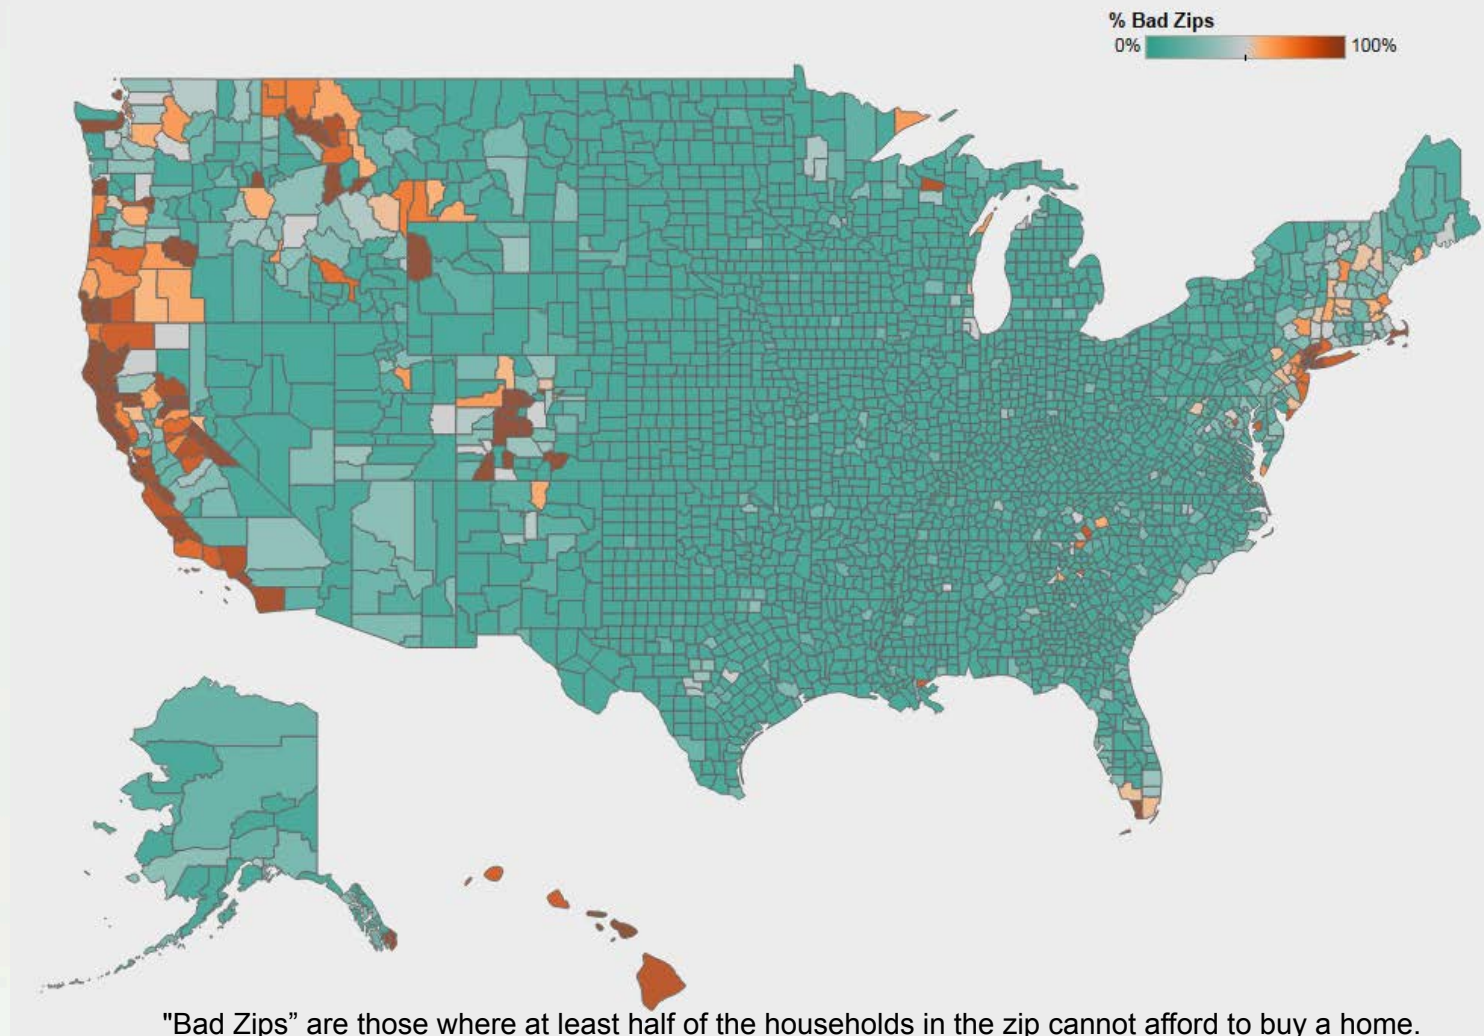 % Bad Zips
0% 100%
"Bad Zips” are those where at least half of the households in the zip cannot afford to buy a home.